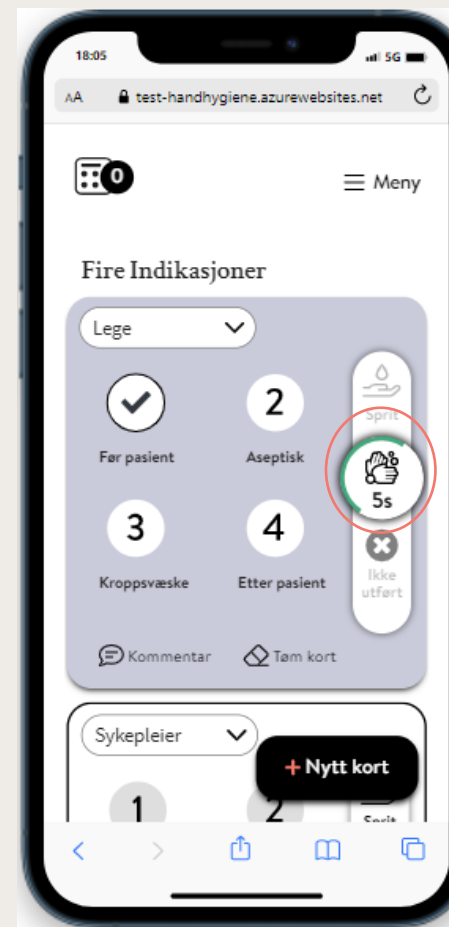 18:05
5G
AA test-handhygiene.azurewebsites.net
0
Meny
Fire Indikasjoner
Lege
2
Sprit
Før pasient
Aseptisk
5s
3
4
Kroppsvæske
Etter pasient
Ikke
utført
Kommentar
Tøm kort
Sykepleier
+ Nytt kort
1
2
Sprit